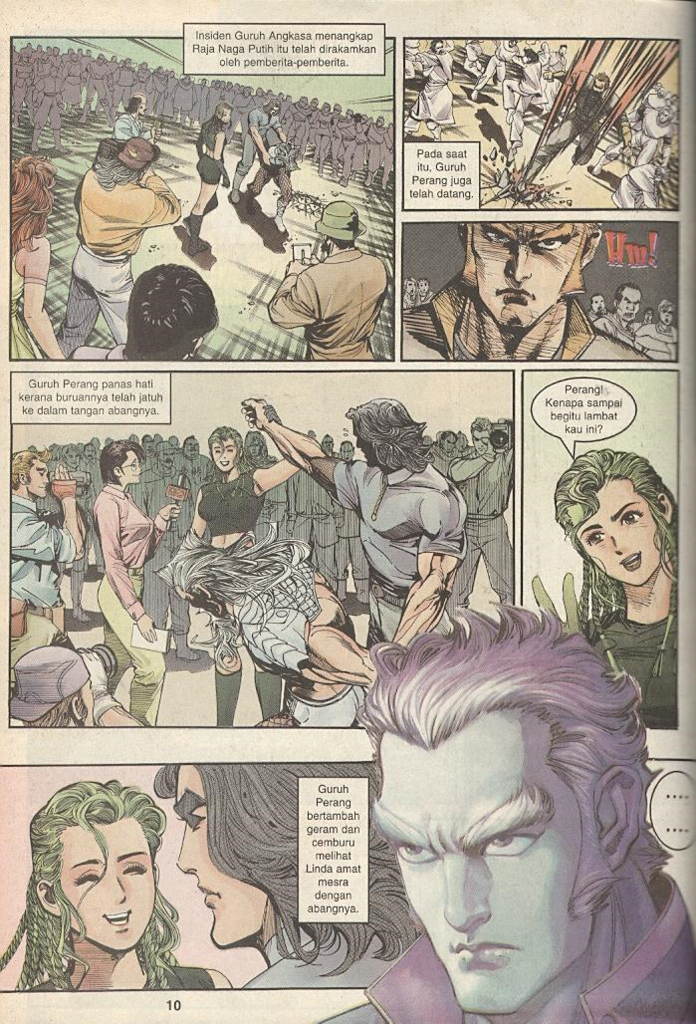 Insiden Guruh Angkasa menangkap
Raja Naga Putih itu telah dirakamkan
oleh pemberita-pemberita.
Pada saat
itu, Guruh
Perang juga
telah datang.
Hm!
Guruh Perang panas hati
kerana buruannya telah jatuh
ke dalam tangan abangnya.
Perang!
Kenapa sampai
begitu lambat
kau ini?
Guruh
Perang
bertambah
geram dan
cemburu
melihat
Linda amat
mesra
dengan
abangnya.
....
....
10